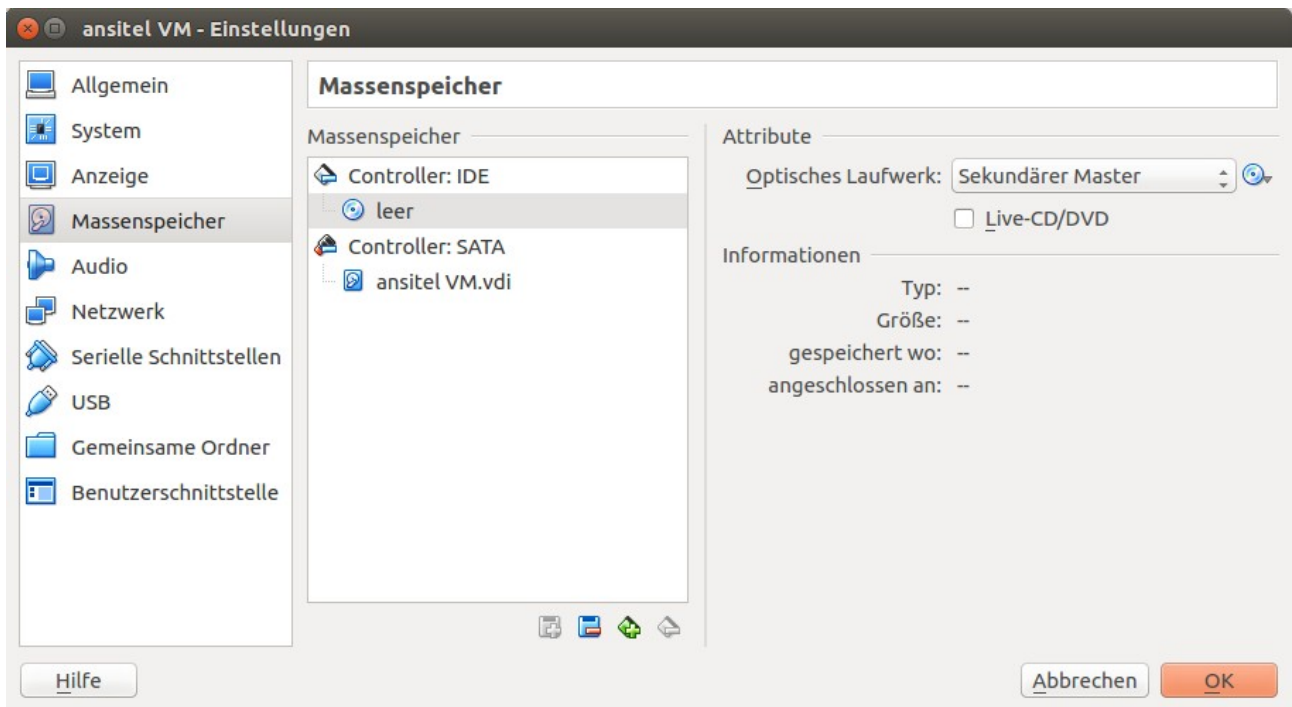 ansitel VM - Einstellungen
Allgemein
System
Anzeige
Massenspeicher
Audio
Netzwerk
Serielle Schnittstellen
USB
Gemeinsame Ordner
Benutzerschnittstelle
Massenspeicher
Massenspeicher
Controller: IDE
leer
Controller: SATA
ansitel VM.vdi
Attribute
Optisches Laufwerk: Sekundärer Master
Live-CD/DVD
Informationen
Typ: --
Größe: --
gespeichert wo: --
angeschlossen an: --
Hilfe
Abbrechen
OK